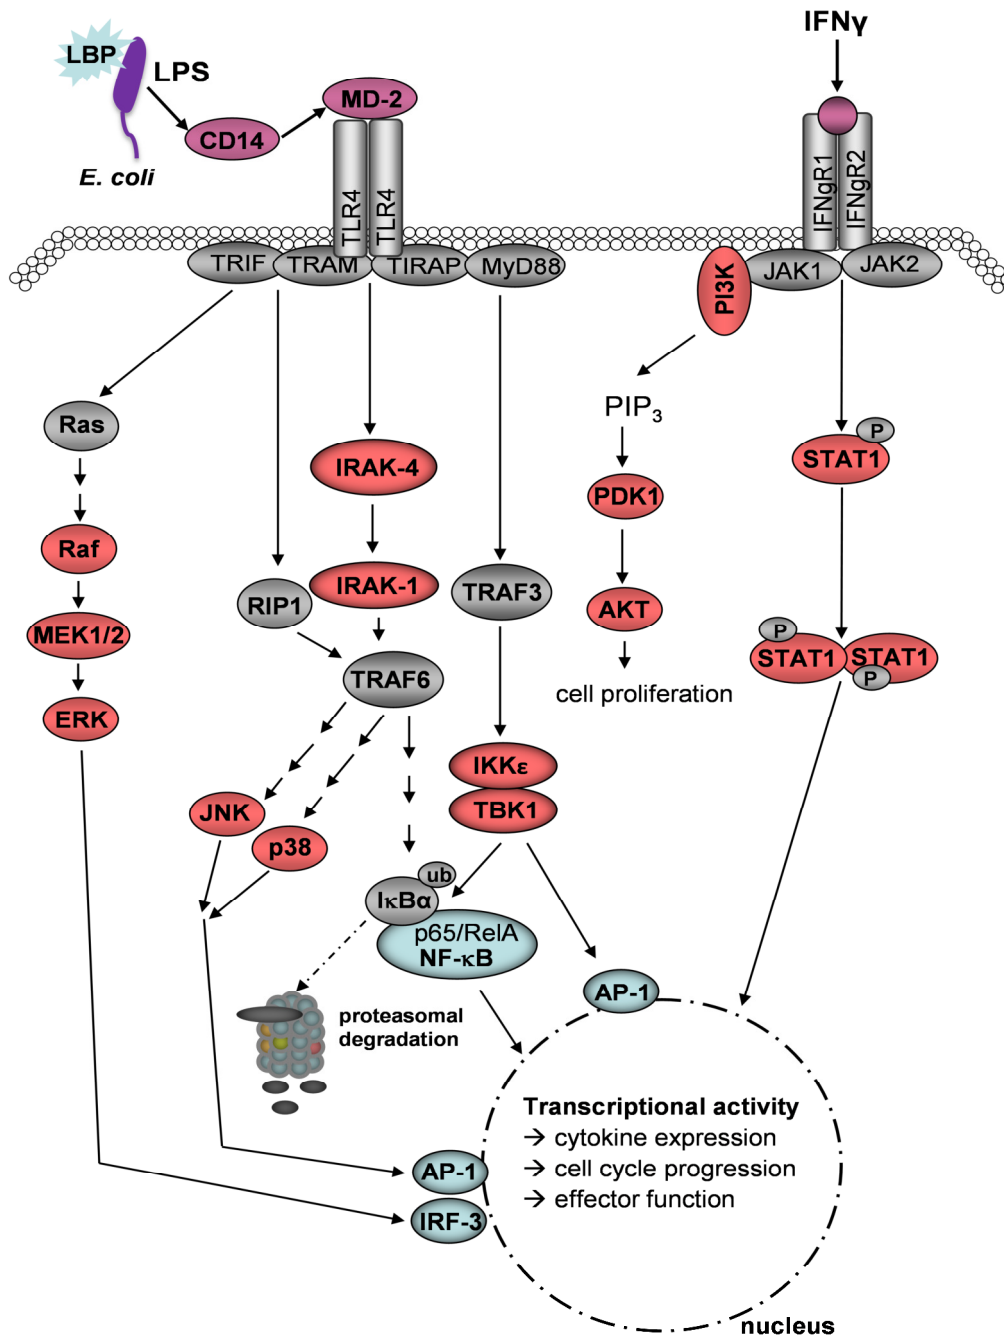 IFNγ
LBP
LPS
MD-2
CD14
E. coli
TLR4
TLR4
IFNgR1
IFNgR2
TRIF
TRAM
TIRAP
MyD88
PI3K
JAK1
JAK2
Ras
PIP3
P
STAT1
IRAK-4
PDK1
Raf
IRAK-1
RIP1
TRAF3
AKT
MEK1/2
P
STAT1
STAT1
P
TRAF6
cell proliferation
ERK
IKKε
TBK1
JNK
p38
ub
IκBα
p65/RelA
NF-κB
AP-1
proteasomal
degradation
Transcriptional activity
→ cytokine expression
→ cell cycle progression
→ effector function
AP-1
IRF-3
nucleus